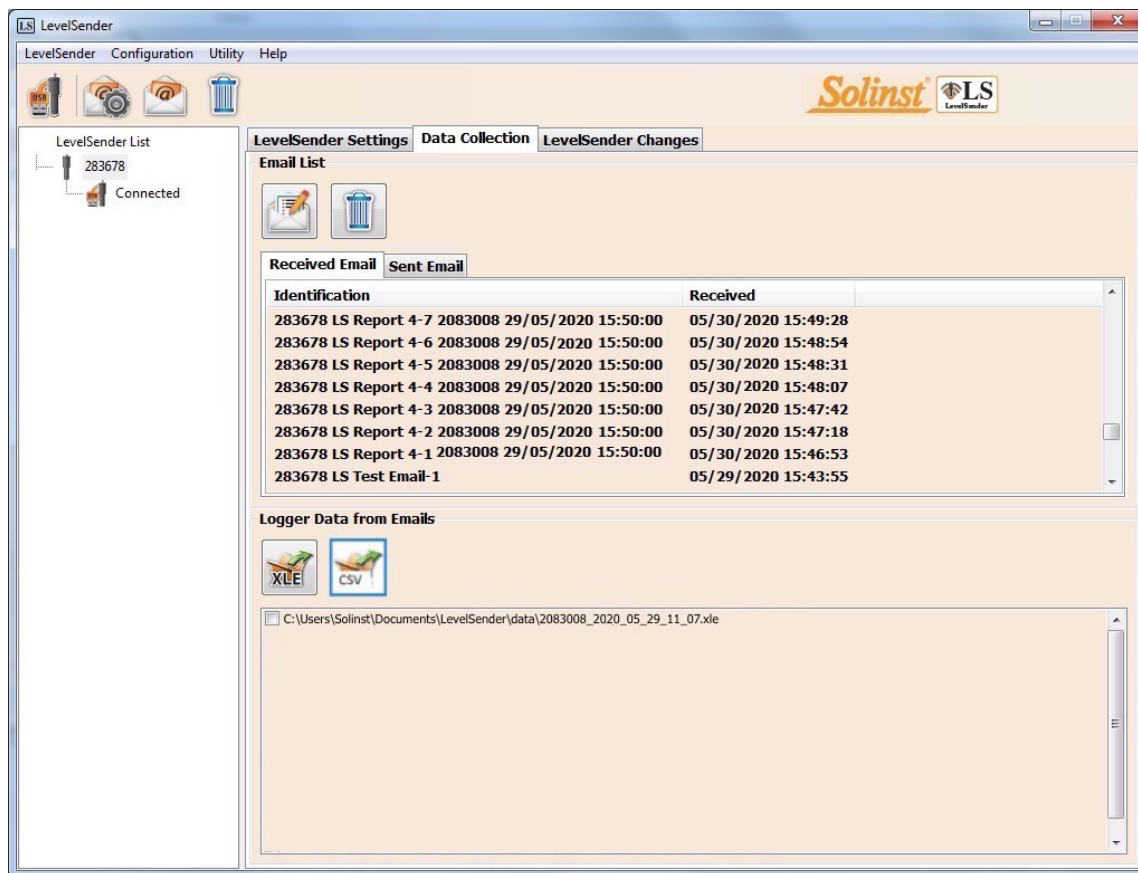 LS LevelSender
LevelSender Configuration Utility Help
USB
Solinst LS
LevelSender
LevelSender List
283678
USB Connected
LevelSender Settings Data Collection LevelSender Changes
Email List
Received Email Sent Email
Identification Received
283678 LS Report 4-7 2083008 29/05/2020 15:50:00 05/30/2020 15:49:28
283678 LS Report 4-6 2083008 29/05/2020 15:50:00 05/30/2020 15:48:54
283678 LS Report 4-5 2083008 29/05/2020 15:50:00 05/30/2020 15:48:31
283678 LS Report 4-4 2083008 29/05/2020 15:50:00 05/30/2020 15:48:07
283678 LS Report 4-3 2083008 29/05/2020 15:50:00 05/30/2020 15:47:42
283678 LS Report 4-2 2083008 29/05/2020 15:50:00 05/30/2020 15:47:18
283678 LS Report 4-1 2083008 29/05/2020 15:50:00 05/30/2020 15:46:53
283678 LS Test Email-1 05/29/2020 15:43:55
Logger Data from Emails
XLE CSV
C:\Users\Solinst\Documents\LevelSender\data\2083008_2020_05_29_11_07.xle